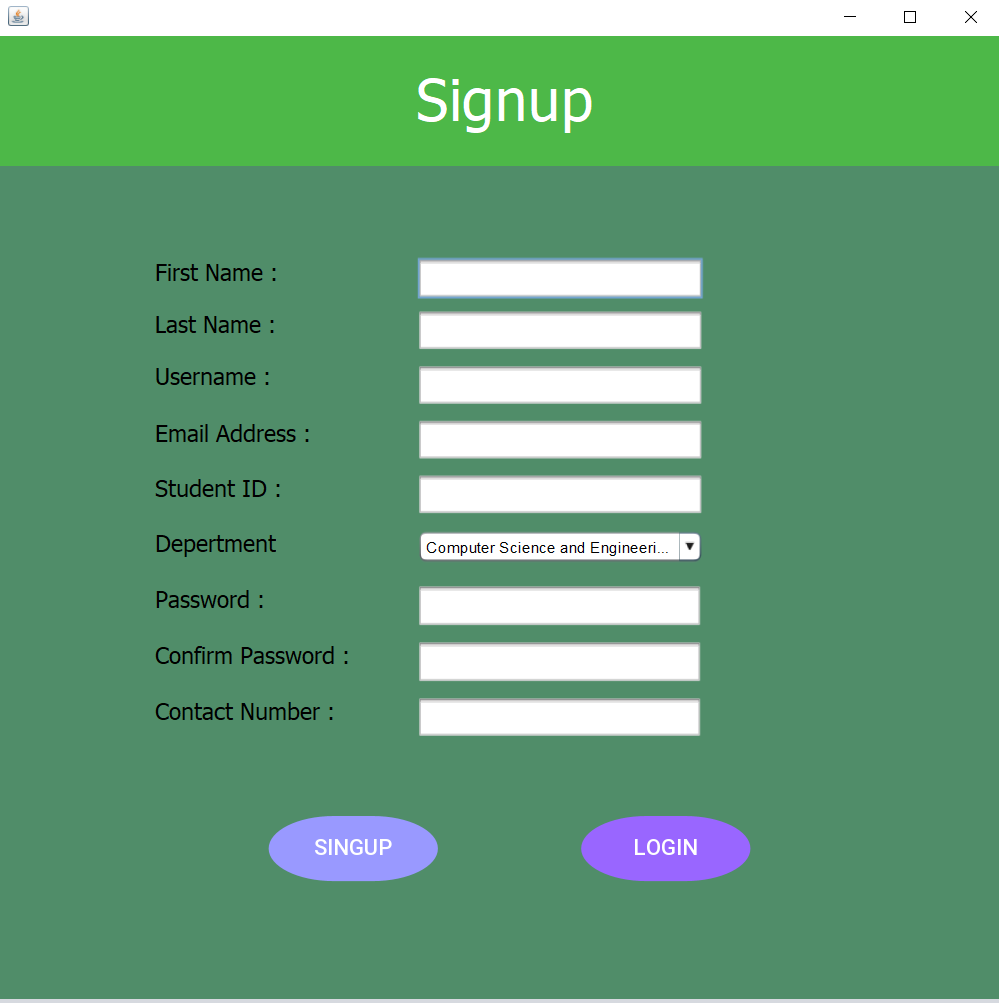 Signup
First Name :
Last Name :
Username :
Email Address :
Student ID :
Depertment
Computer Science and Engineeri...
Password :
Confirm Password :
Contact Number :
SINGUP
LOGIN